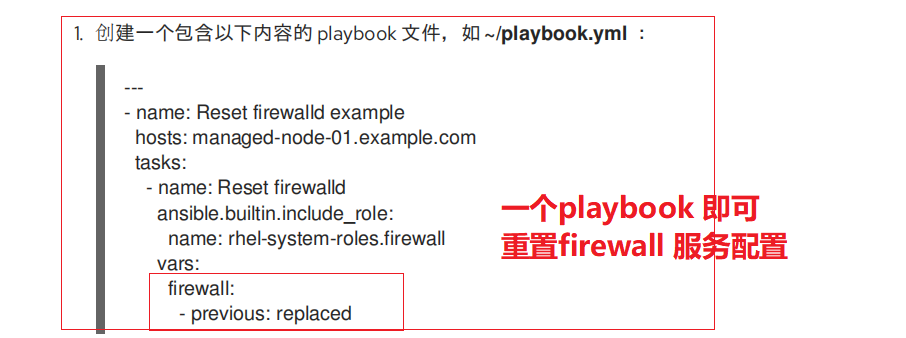 1. 创建一个包含以下内容的 playbook 文件，如 ~/playbook.yml ：
---
- name: Reset firewalld example
hosts: managed-node-01.example.com
tasks:
- name: Reset firewalld
ansible.builtin.include_role:
name: rhel-system-roles.firewall
vars:
firewall:
- previous: replaced
一个playbook 即可
重置firewall 服务配置